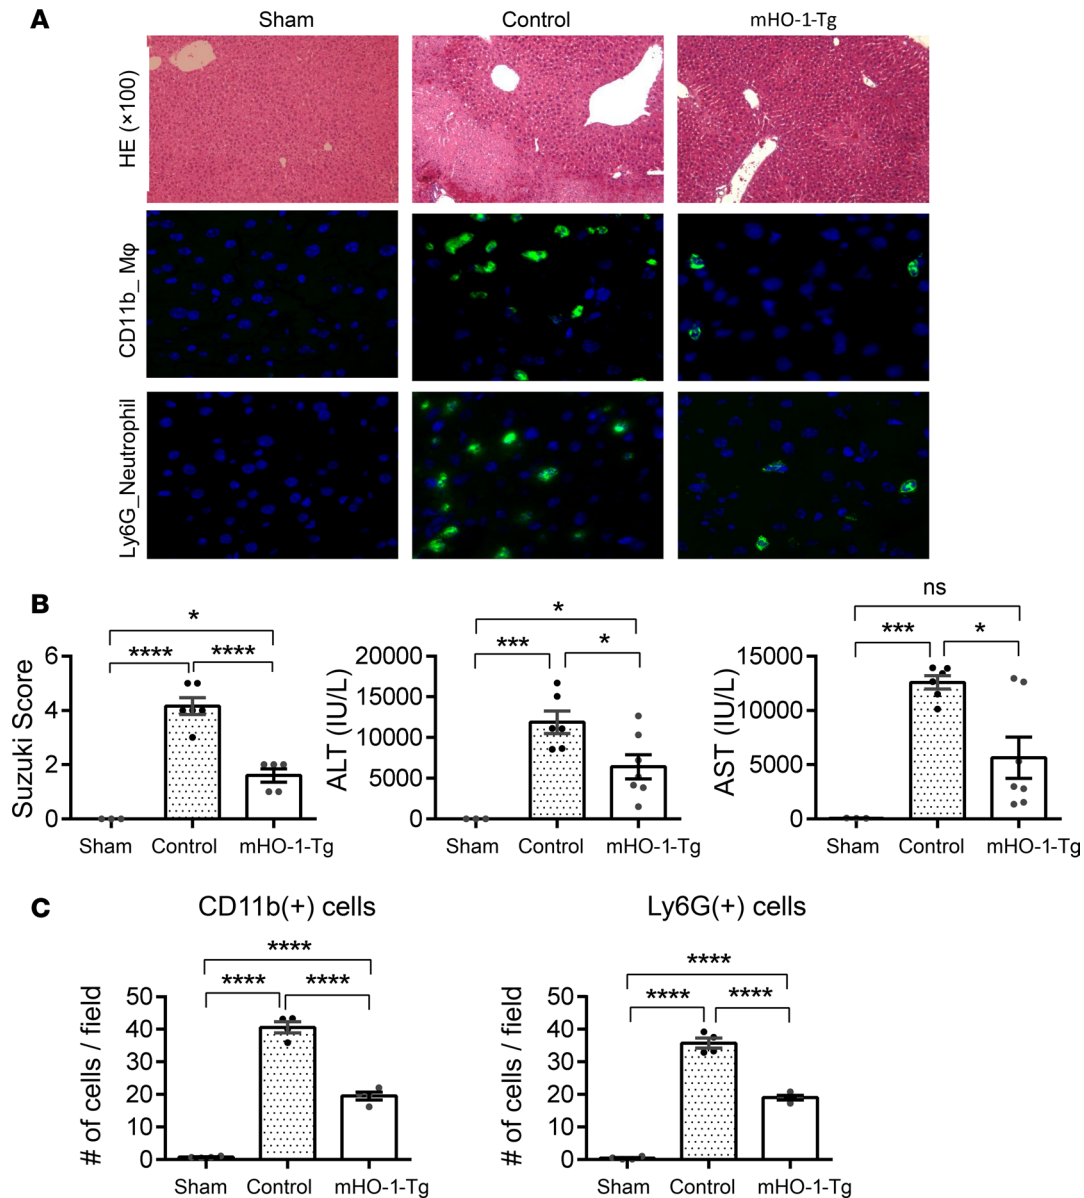 A
Sham Control mHO-1-Tg
HE (×100)
CD11b_ Mφ
Ly6G_Neutrophil
B
* **** ****
Suzuki Score
6
4
2
0
Sham Control mHO-1-Tg
* *** *
ALT (IU/L)
20000
15000
10000
5000
0
Sham Control mHO-1-Tg
ns *** *
AST (IU/L)
15000
10000
5000
0
Sham Control mHO-1-Tg
C
CD11b(+) cells
**** **** ****
# of cells / field
50
40
30
20
10
0
Sham Control mHO-1-Tg
Ly6G(+) cells
**** **** ****
# of cells / field
50
40
30
20
10
0
Sham Control mHO-1-Tg